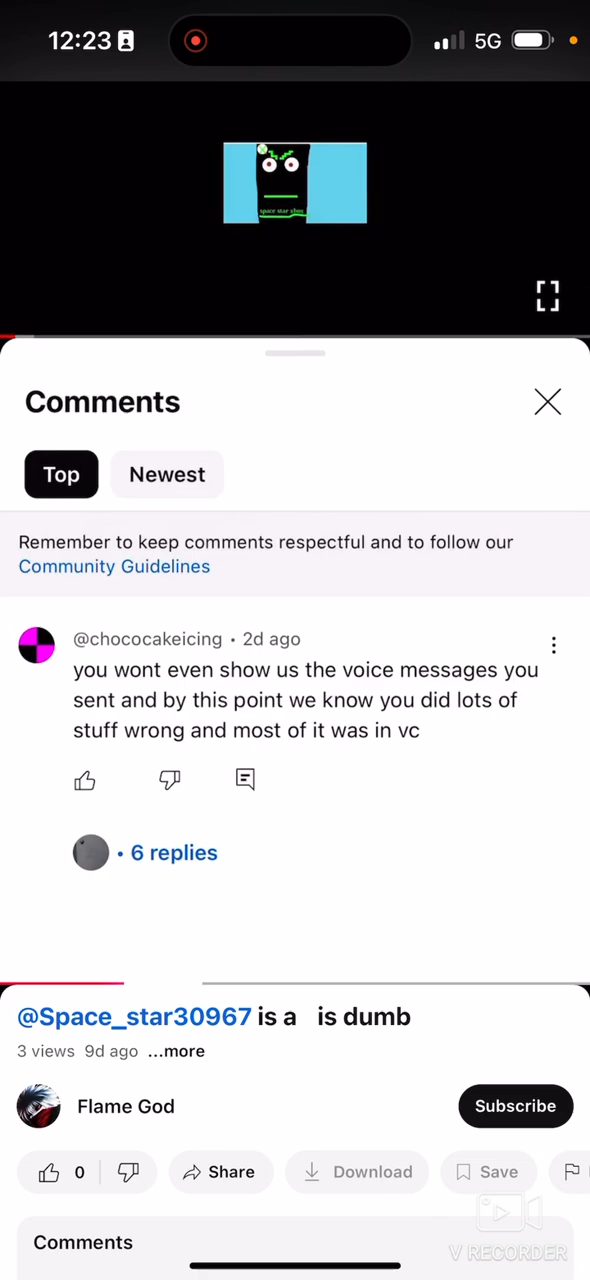 12:23
5G
space star show
Comments
Top
Newest
Remember to keep comments respectful and to follow our
Community Guidelines
@chococakeicing • 2d ago
you wont even show us the voice messages you
sent and by this point we know you did lots of
stuff wrong and most of it was in vc
• 6 replies
@Space_star30967 is a is dumb
3 views 9d ago ...more
Flame God
Subscribe
0
Share
Download
Save
Comments
V RECORDER